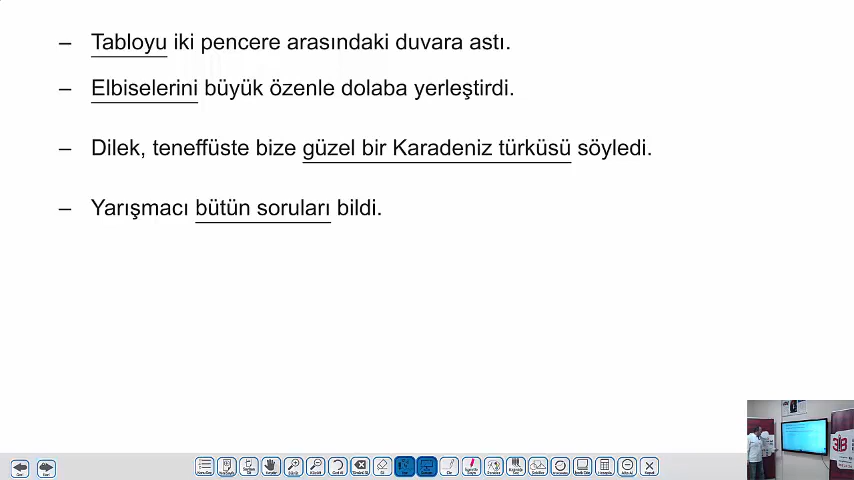 – Tabloyu iki pencere arasındaki duvara astı.
– Elbiselerini büyük özenle dolaba yerleştirdi.
– Dilek, teneffüste bize güzel bir Karadeniz türküsü söyledi.
– Yarışmacı bütün soruları bildi.